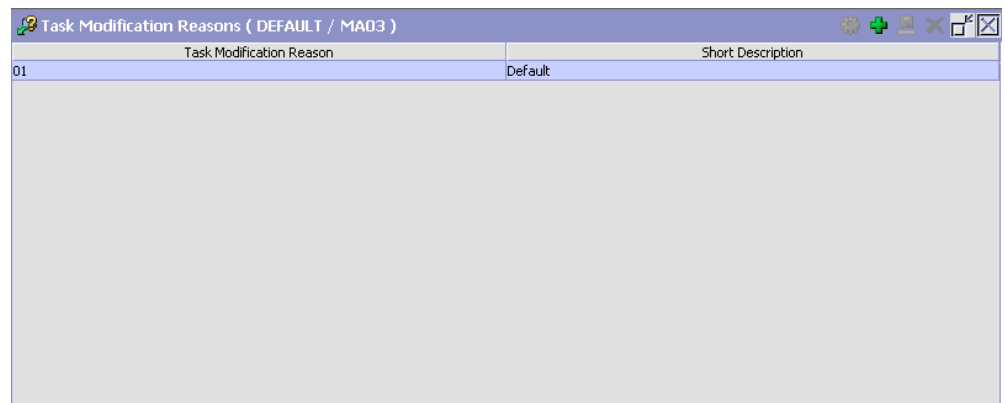 Task Modification Reasons ( DEFAULT / MA03 )
Task Modification Reason Short Description
01 Default